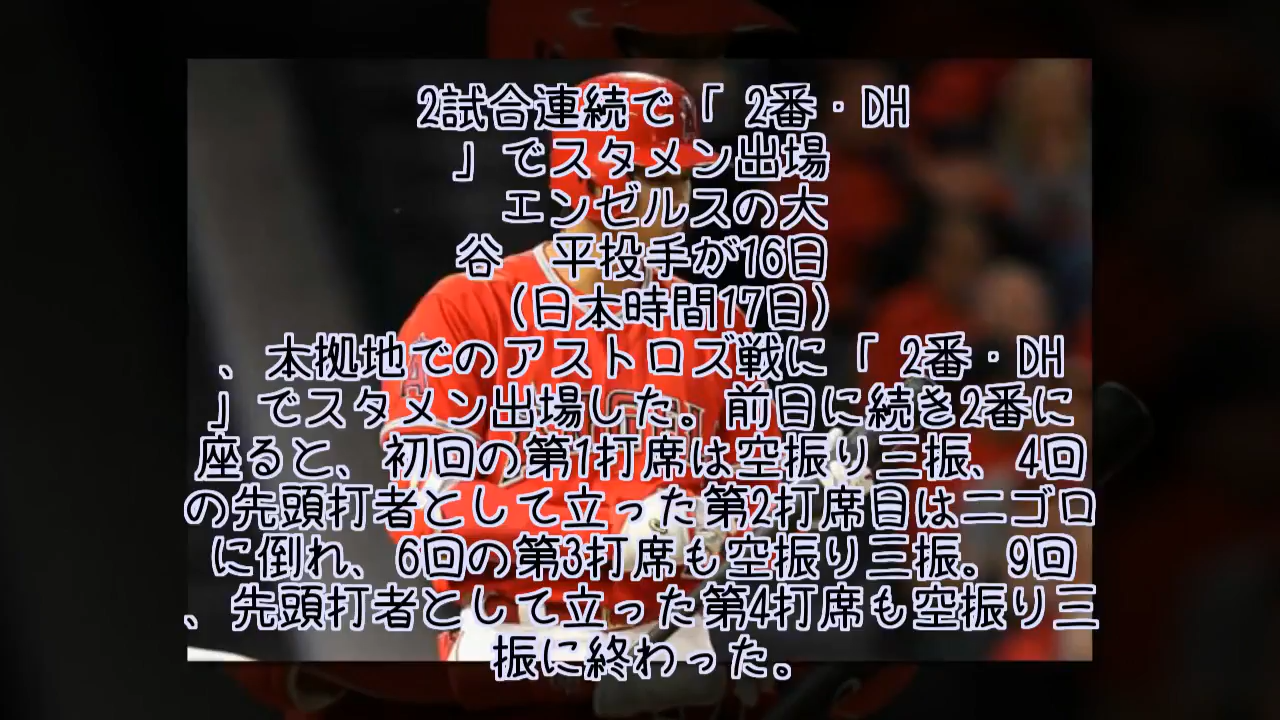 2試合連続で「 2番・DH
」でスタメン出場
エンゼルスの大
谷　平投手が16日
（日本時間17日）
、本拠地でのアストロズ戦に「 2番・DH
」でスタメン出場した。前日に続き2番に
座ると、初回の第1打席は空振り三振、4回
の先頭打者として立った第2打席目は二ゴロ
に倒れ、6回の第3打席も空振り三振。9回
、先頭打者として立った第4打席も空振り三
振に終わった。